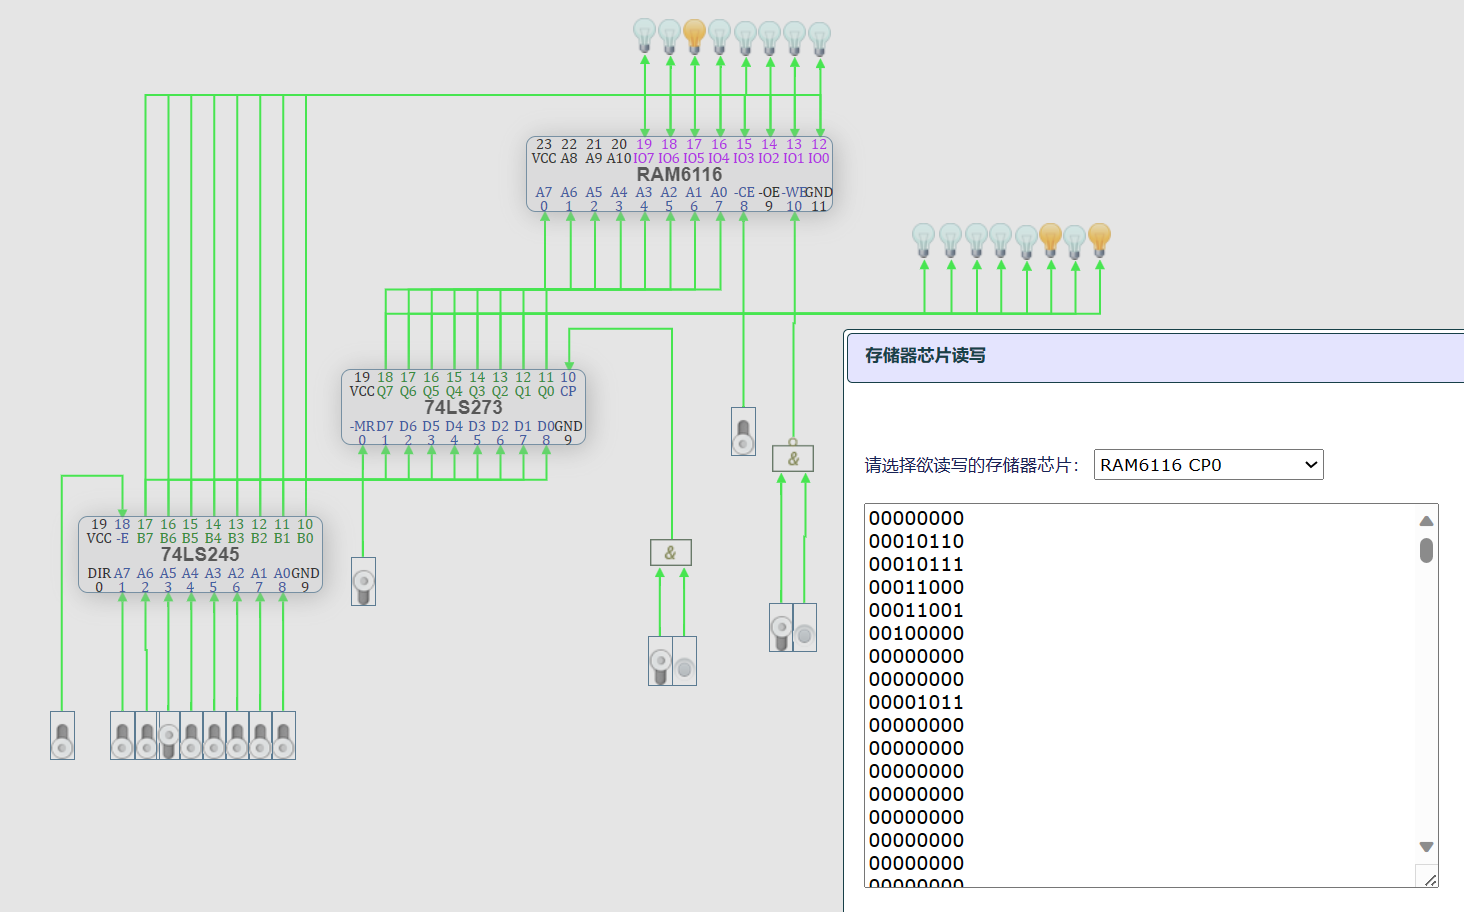 23 22 21 20 19 18 17 16 15 14 13 12
VCC A8 A9 A10 IO7 IO6 IO5 IO4 IO3 IO2 IO1 IO0
RAM6116
A7 A6 A5 A4 A3 A2 A1 A0 -CE -OE -WE GND
0 1 2 3 4 5 6 7 8 9 10 11
19 18 17 16 15 14 13 12 11 10
VCC Q7 Q6 Q5 Q4 Q3 Q2 Q1 Q0 CP
74LS273
-MR D7 D6 D5 D4 D3 D2 D1 D0 GND
0 1 2 3 4 5 6 7 8 9
&
&
19 18 17 16 15 14 13 12 11 10
VCC -E B7 B6 B5 B4 B3 B2 B1 B0
74LS245
DIR A7 A6 A5 A4 A3 A2 A1 A0 GND
0 1 2 3 4 5 6 7 8 9
存储器芯片读写
请选择欲读写的存储器芯片： RAM6116 CP0
00000000
00010110
00010111
00011000
00011001
00100000
00000000
00000000
00001011
00000000
00000000
00000000
00000000
00000000
00000000
00000000
00000000